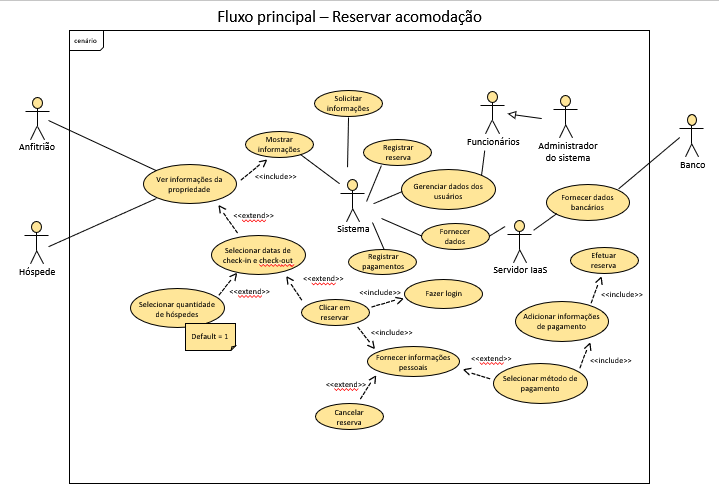 Fluxo principal – Reservar acomodação
cenário
Anfitrião
Hóspede
Banco
Solicitar
informações
Mostrar
informações
Registrar
reserva
Funcionários
Administrador
do sistema
Ver informações da
propriedade
<<include>>
Gerenciar dados dos
usuários
Sistema
Fornecer dados
bancários
<<extend>>
Fornecer
dados
Servidor IaaS
Selecionar datas de
check-in e check-out
Registrar
pagamentos
Efetuar
reserva
<<extend>>
<<extend>>
<<include>>
Fazer login
<<include>>
Selecionar quantidade
de hóspedes
Default = 1
Clicar em
reservar
<<include>>
Adicionar informações
de pagamento
Fornecer informações
pessoais
<<extend>>
<<include>>
Selecionar método de
pagamento
<<extend>>
Cancelar
reserva